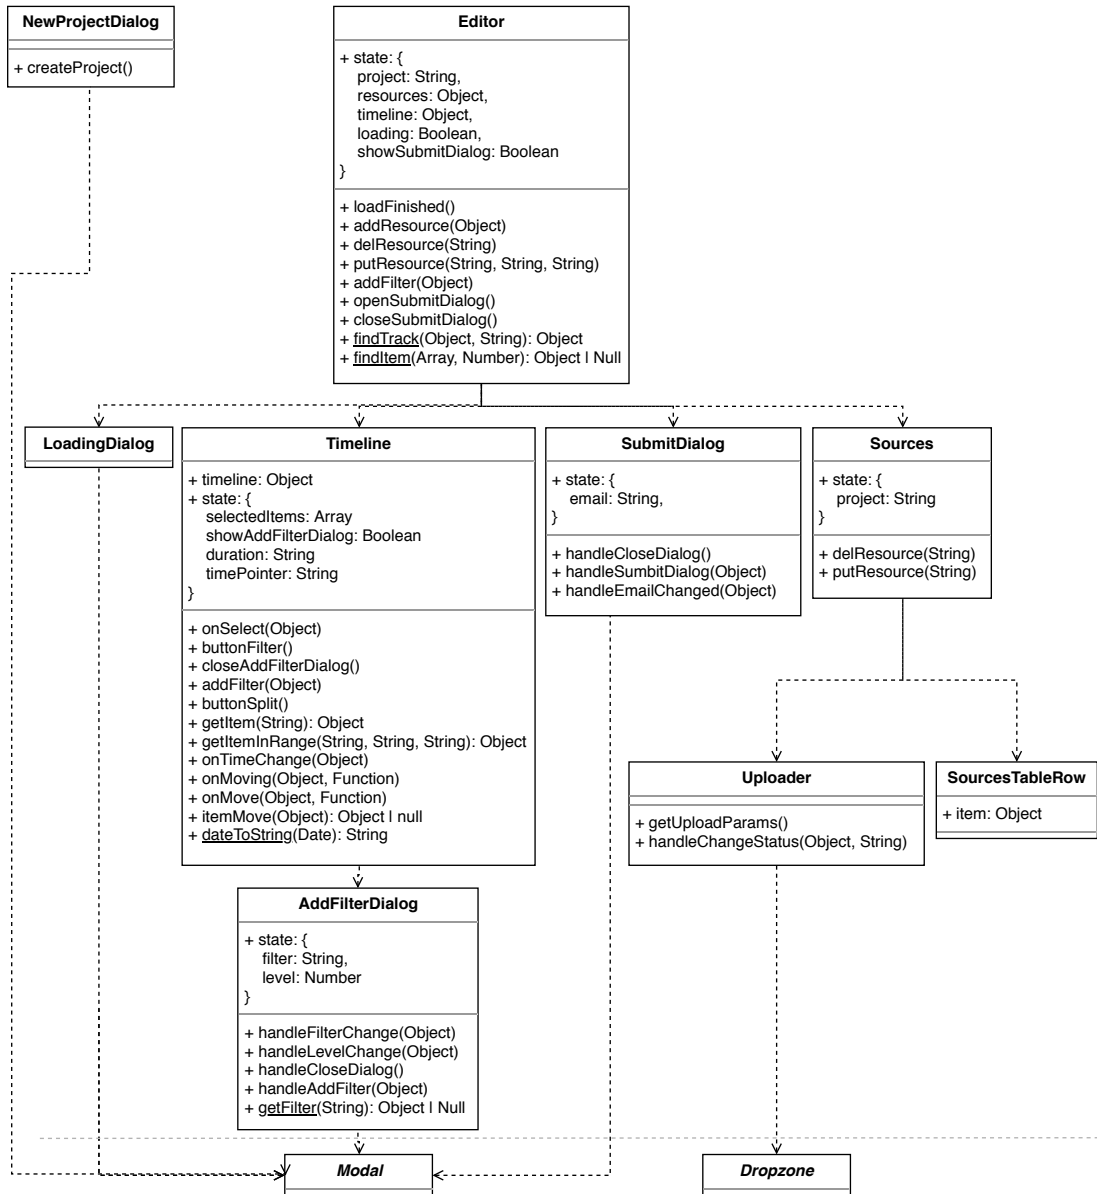 NewProjectDialog
+ createProject()
Editor
+ state: {
project: String,
resources: Object,
timeline: Object,
loading: Boolean,
showSubmitDialog: Boolean
}
+ loadFinished()
+ addResource(Object)
+ delResource(String)
+ putResource(String, String, String)
+ addFilter(Object)
+ openSubmitDialog()
+ closeSubmitDialog()
+ findTrack(Object, String): Object
+ findItem(Array, Number): Object | Null
LoadingDialog
Timeline
+ timeline: Object
+ state: {
selectedItems: Array
showAddFilterDialog: Boolean
duration: String
timePointer: String
}
+ onSelect(Object)
+ buttonFilter()
+ closeAddFilterDialog()
+ addFilter(Object)
+ buttonSplit()
+ getItem(String): Object
+ getItemInRange(String, String, String): Object
+ onTimeChange(Object)
+ onMoving(Object, Function)
+ onMove(Object, Function)
+ itemMove(Object): Object | null
+ dateToString(Date): String
SubmitDialog
+ state: {
email: String,
}
+ handleCloseDialog()
+ handleSumbitDialog(Object)
+ handleEmailChanged(Object)
Sources
+ state: {
project: String
}
+ delResource(String)
+ putResource(String)
Uploader
+ getUploadParams()
+ handleChangeStatus(Object, String)
SourcesTableRow
+ item: Object
AddFilterDialog
+ state: {
filter: String,
level: Number
}
+ handleFilterChange(Object)
+ handleLevelChange(Object)
+ handleCloseDialog()
+ handleAddFilter(Object)
+ getFilter(String): Object | Null
Modal
Dropzone